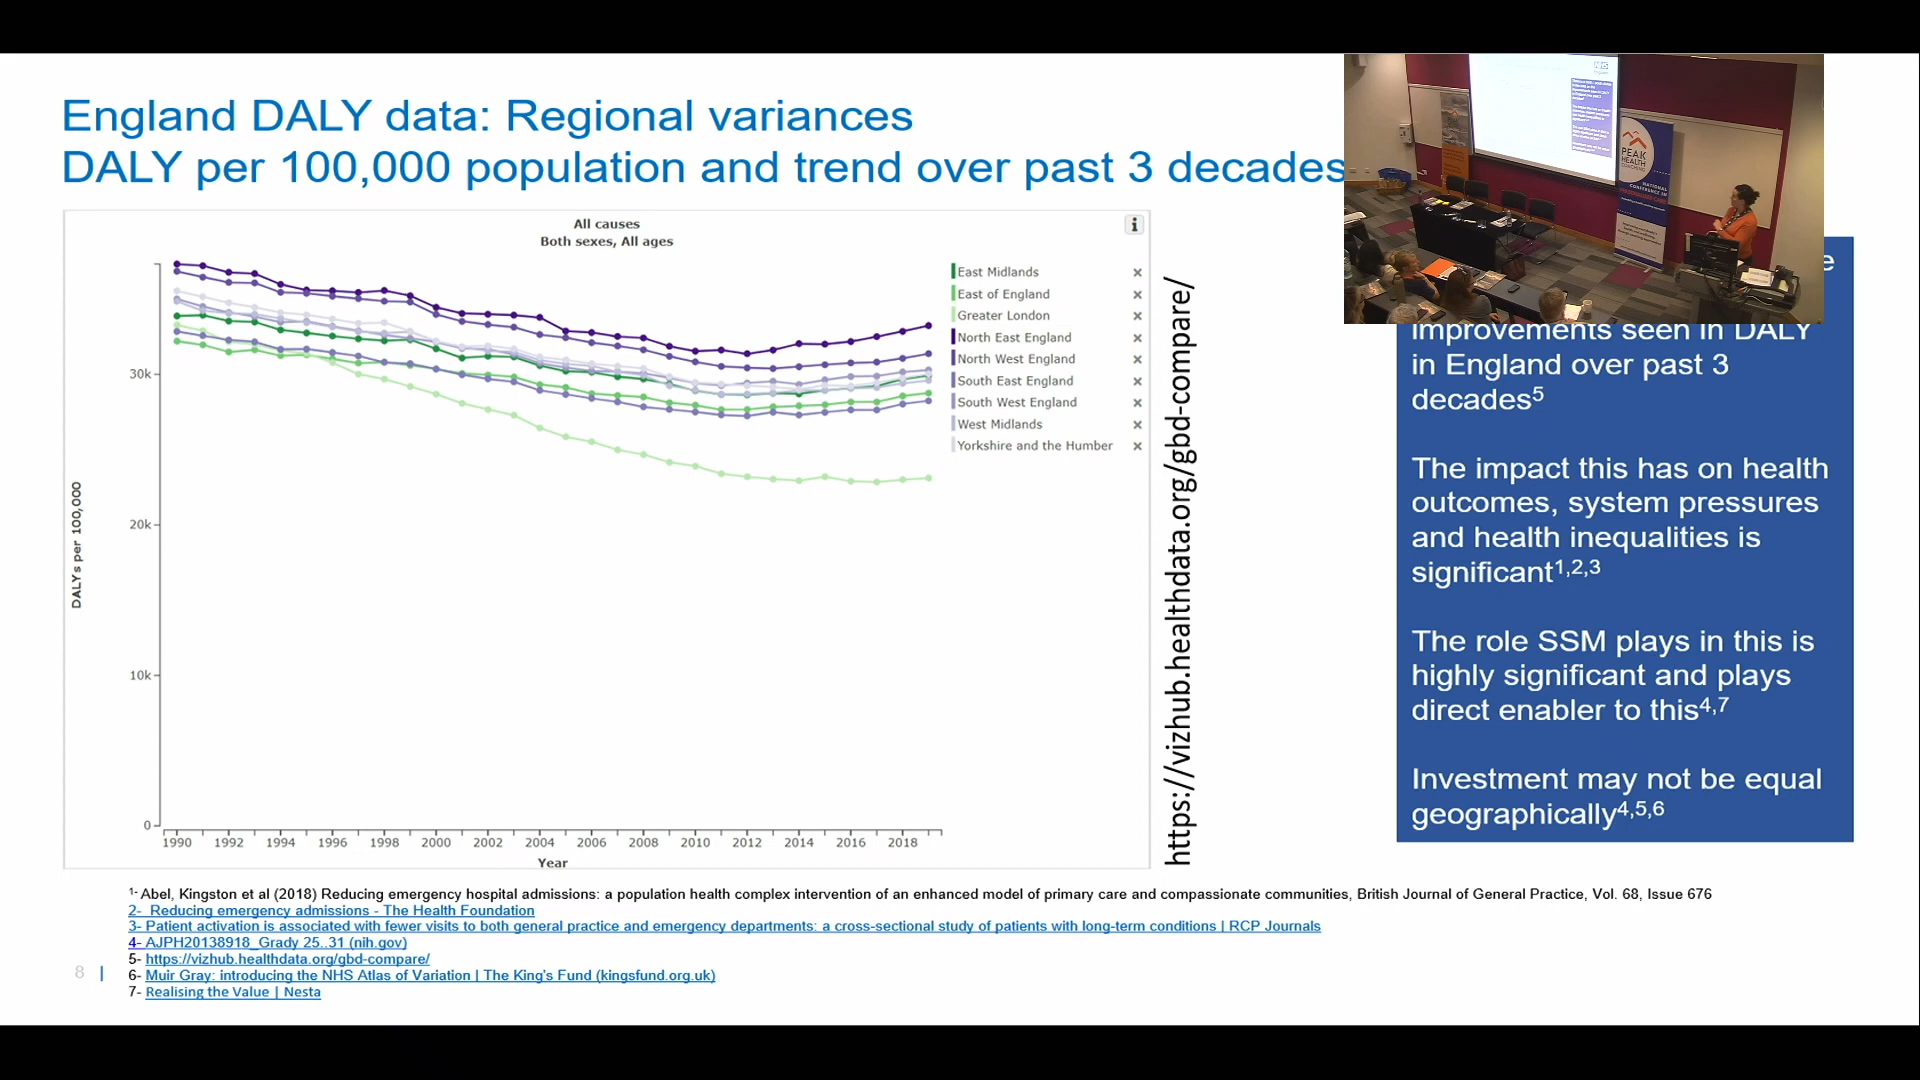 England DALY data: Regional variances
DALY per 100,000 population and trend over past 3 decades
All causes
Both sexes, All ages
i
East Midlands ×
East of England ×
Greater London ×
North East England ×
North West England ×
South East England ×
South West England ×
West Midlands ×
Yorkshire and the Humber ×
DALYs per 100,000
30k
20k
10k
0
1990 1992 1994 1996 1998 2000 2002 2004 2006 2008 2010 2012 2014 2016 2018
Year
https://vizhub.healthdata.org/gbd-compare/
NHS
PEAK
HEALTH
COACHING
NATIONAL
CONFERENCE IN
e
improvements seen in DALY
in England over past 3
decades5
The impact this has on health
outcomes, system pressures
and health inequalities is
significant1,2,3
The role SSM plays in this is
highly significant and plays
direct enabler to this4,7
Investment may not be equal
geographically4,5,6
1- Abel, Kingston et al (2018) Reducing emergency hospital admissions: a population health complex intervention of an enhanced model of primary care and compassionate communities, British Journal of General Practice, Vol. 68, Issue 676
2- Reducing emergency admissions - The Health Foundation
3- Patient activation is associated with fewer visits to both general practice and emergency departments: a cross-sectional study of patients with long-term conditions | RCP Journals
4- AJPH20138918_Grady 25..31 (nih.gov)
5- https://vizhub.healthdata.org/gbd-compare/
6- Muir Gray: introducing the NHS Atlas of Variation | The King's Fund (kingsfund.org.uk)
7- Realising the Value | Nesta
8 |